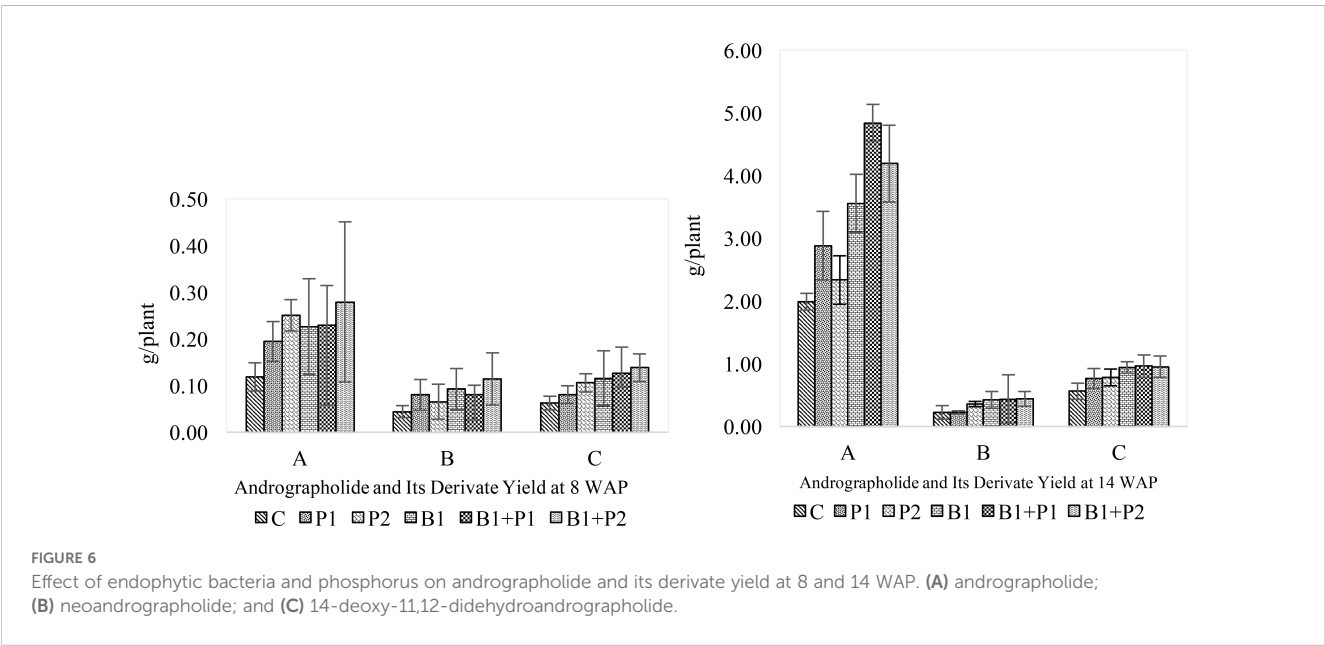 0.50
0.40
0.30
0.20
0.10
0.00
g/plant
A B C
Andrographolide and Its Derivate Yield at 8 WAP
C P1 P2 B1 B1+P1 B1+P2
6.00
5.00
4.00
3.00
2.00
1.00
0.00
g/plant
A B C
Andrographolide and Its Derivate Yield at 14 WAP
C P1 P2 B1 B1+P1 B1+P2
FIGURE 6
Effect of endophytic bacteria and phosphorus on andrographolide and its derivate yield at 8 and 14 WAP. (A) andrographolide;
(B) neoandrographolide; and (C) 14-deoxy-11,12-didehydroandrographolide.